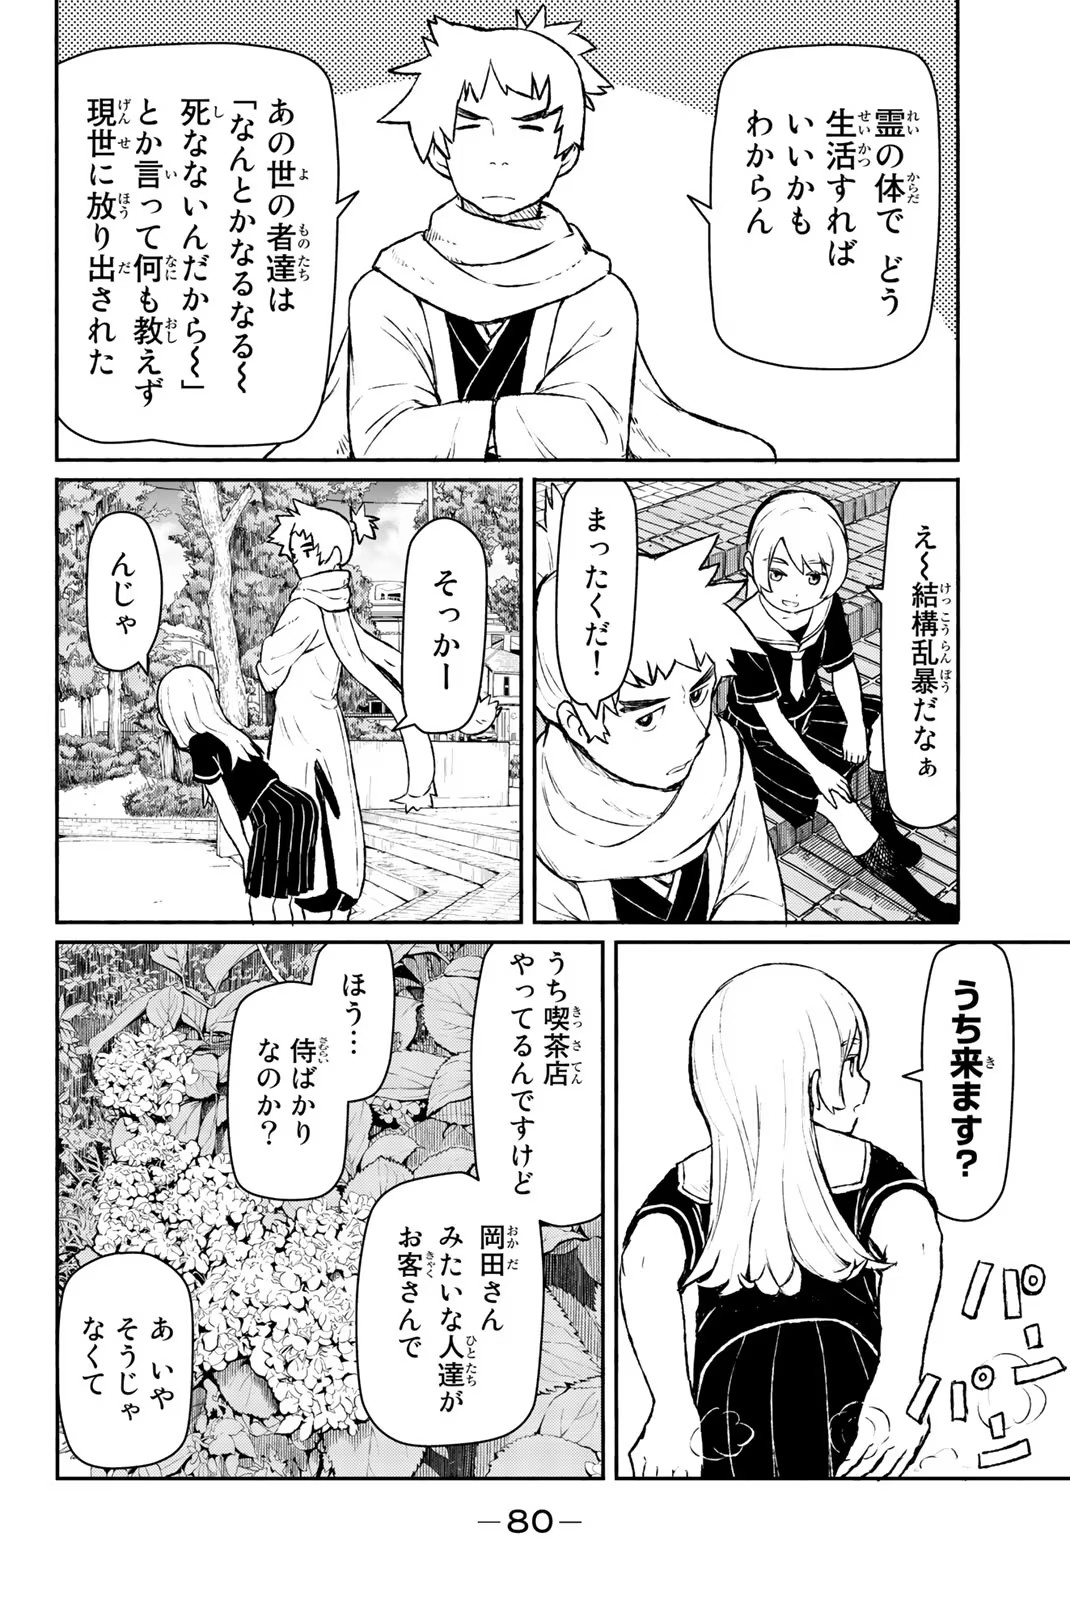 霊の体で どう
生活すれば
いいかも
わからん
あの世の者達は
「なんとかなるなる〜
死なないんだから〜」
とか言って何も教えず
現世に放り出された
え〜結構乱暴だなぁ
まったくだ!
そっかー
んじゃ
うち来ます?
パンパン
うち喫茶店
やってるんですけど
岡田さん
みたいな人達が
お客さんで
ほう…
侍ばかり
なのか?
あ いや
そうじゃ
なくて
—80—